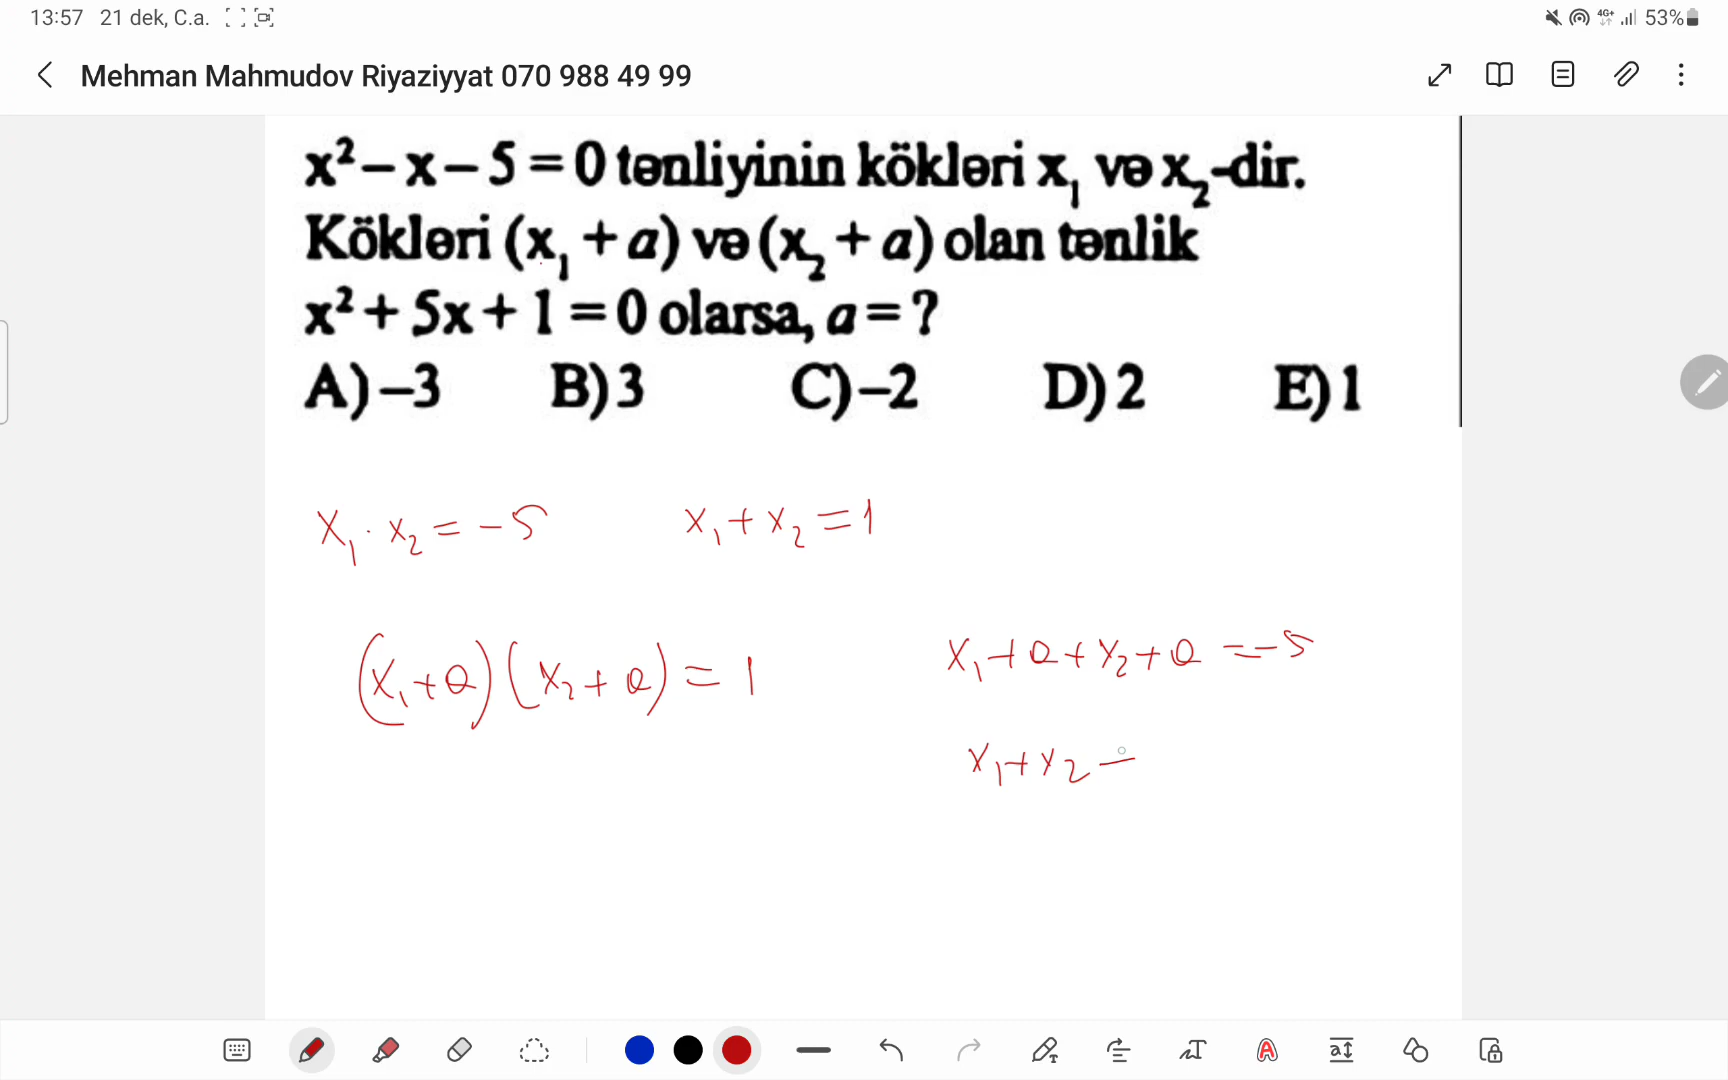 13:57 21 dek, C.a. 4G+ 53%
Mehman Mahmudov Riyaziyyat 070 988 49 99
x² – x – 5 = 0 tənliyinin kökləri x₁ və x₂-dir.
Kökləri (x₁ + a) və (x₂ + a) olan tənlik
x² + 5x + 1 = 0 olarsa, a = ?
A) –3 B) 3 C) –2 D) 2 E) 1
x₁ · x₂ = –5 x₁ + x₂ = 1
(x₁ + a)(x₂ + a) = 1 x₁ + a + x₂ + a = –5
x₁ + x₂ –